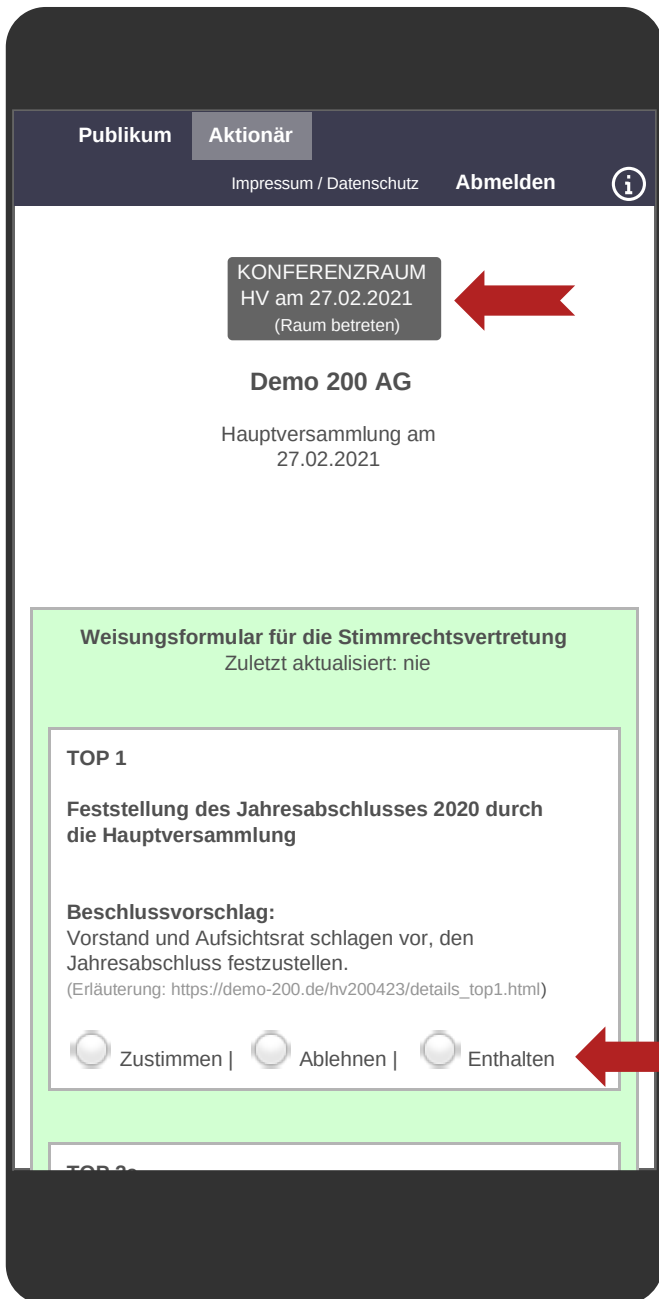 Publikum Aktionär
Impressum / Datenschutz Abmelden
KONFERENZRAUM
HV am 27.02.2021
(Raum betreten)
Demo 200 AG
Hauptversammlung am
27.02.2021
Weisungsformular für die Stimmrechtsvertretung
Zuletzt aktualisiert: nie
TOP 1
Feststellung des Jahresabschlusses 2020 durch
die Hauptversammlung
Beschlussvorschlag:
Vorstand und Aufsichtsrat schlagen vor, den
Jahresabschluss festzustellen.
(Erläuterung: https://demo-200.de/hv200423/details_top1.html)
Zustimmen | Ablehnen | Enthalten